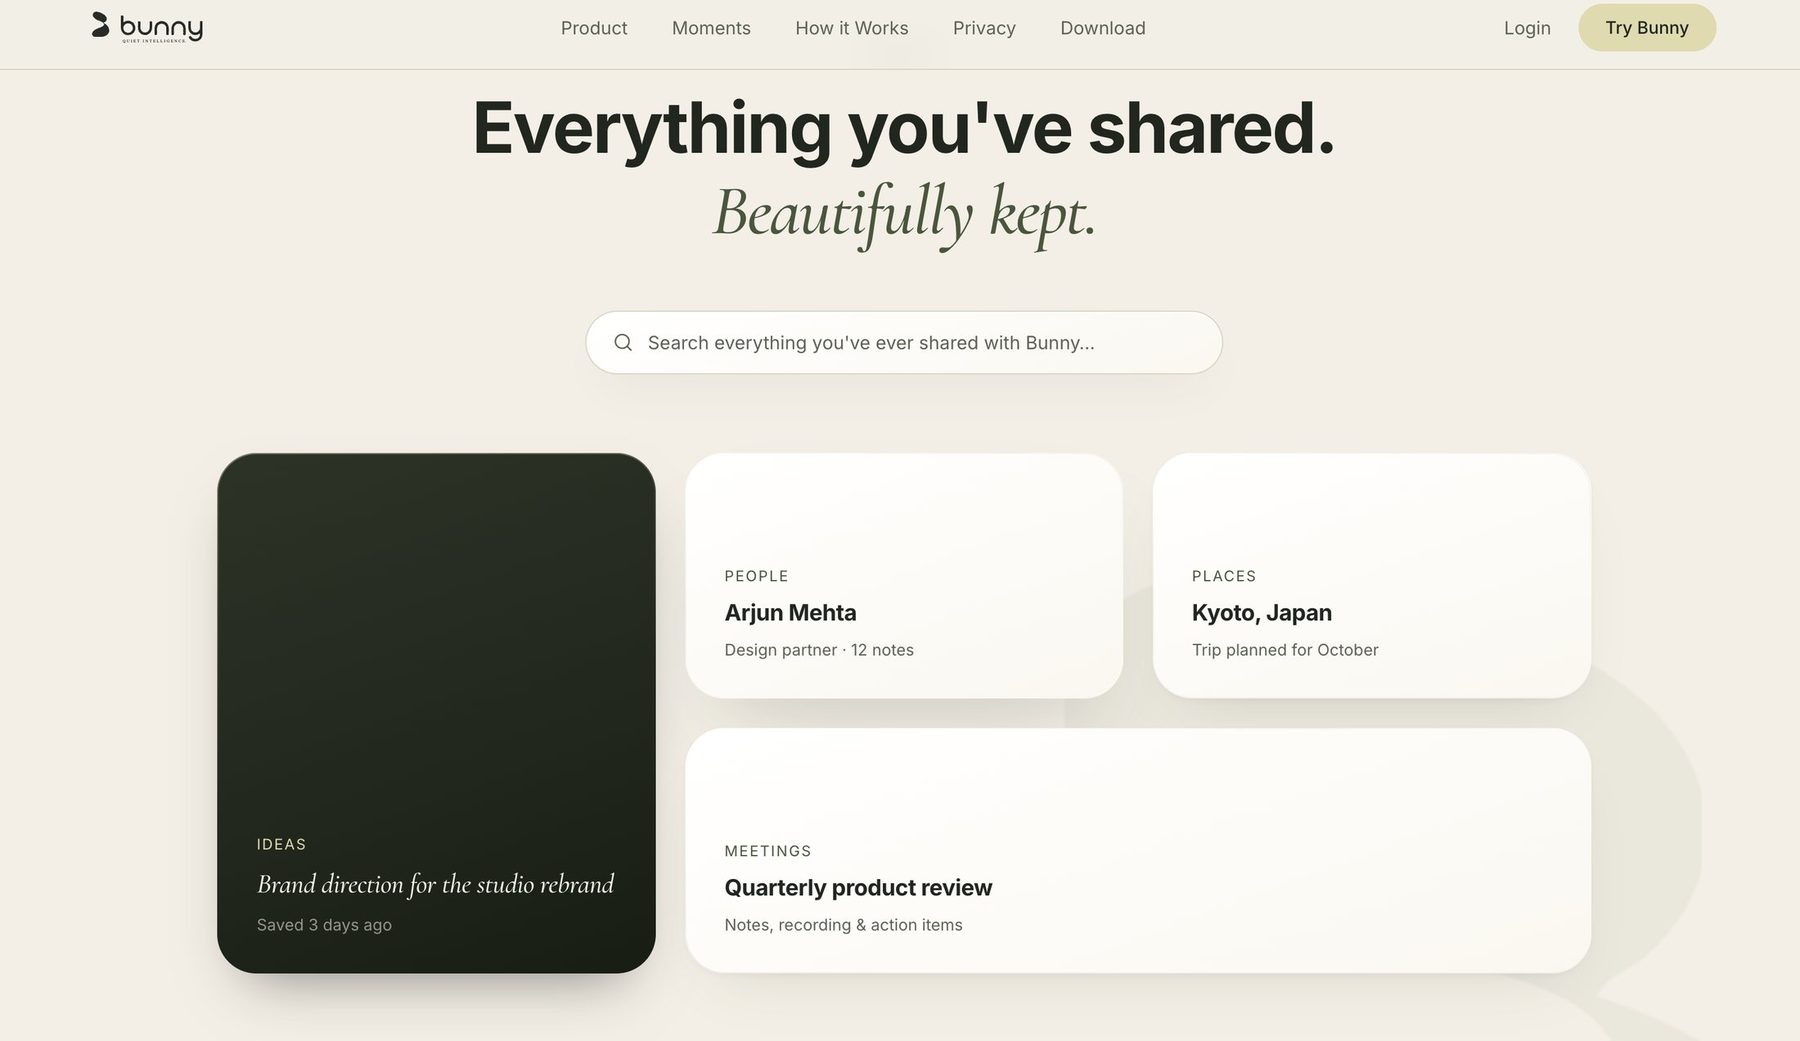 bunny
QUIET INTELLIGENCE
Product Moments How it Works Privacy Download
Login Try Bunny
Everything you've shared.
Beautifully kept.
Search everything you've ever shared with Bunny...
IDEAS
Brand direction for the studio rebrand
Saved 3 days ago
PEOPLE
Arjun Mehta
Design partner · 12 notes
PLACES
Kyoto, Japan
Trip planned for October
MEETINGS
Quarterly product review
Notes, recording & action items